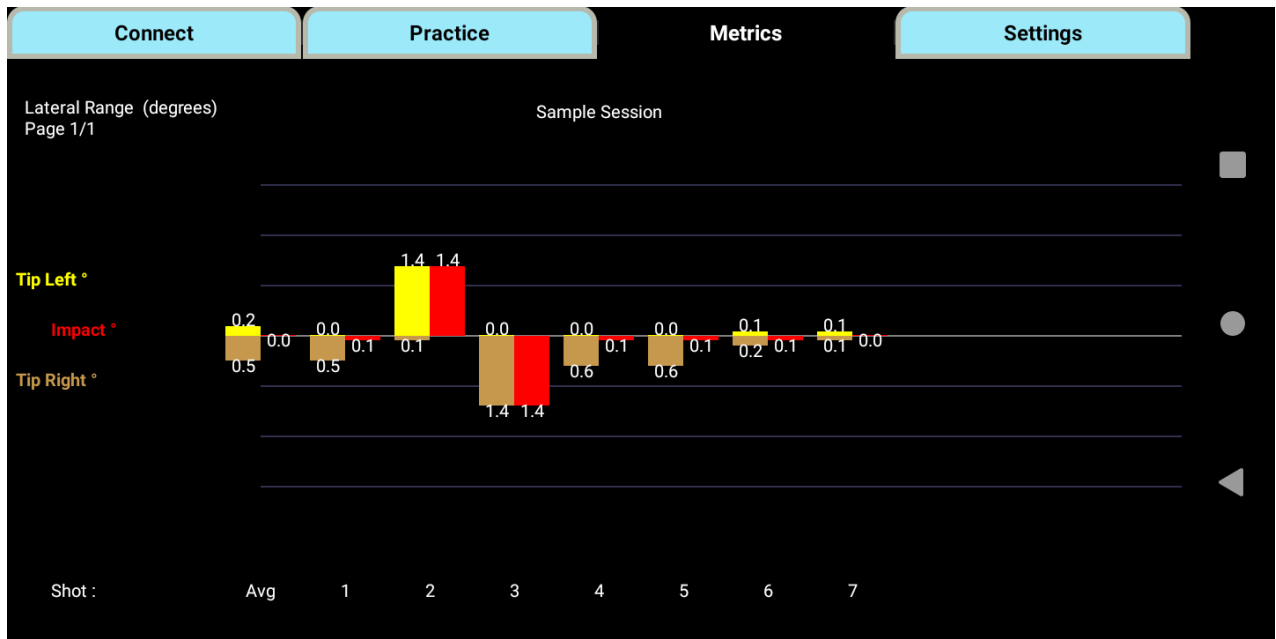 Connect Practice Metrics Settings
Lateral Range (degrees)
Page 1/1
Sample Session
1.4 1.4
Tip Left °
0.2 0.0 0.0 0.0 0.0 0.1 0.1
Impact °
0.0 0.1 0.1 0.1 0.1 0.2 0.1 0.1 0.0
0.5 0.5 0.6 0.6
Tip Right °
1.4 1.4
Shot : Avg 1 2 3 4 5 6 7